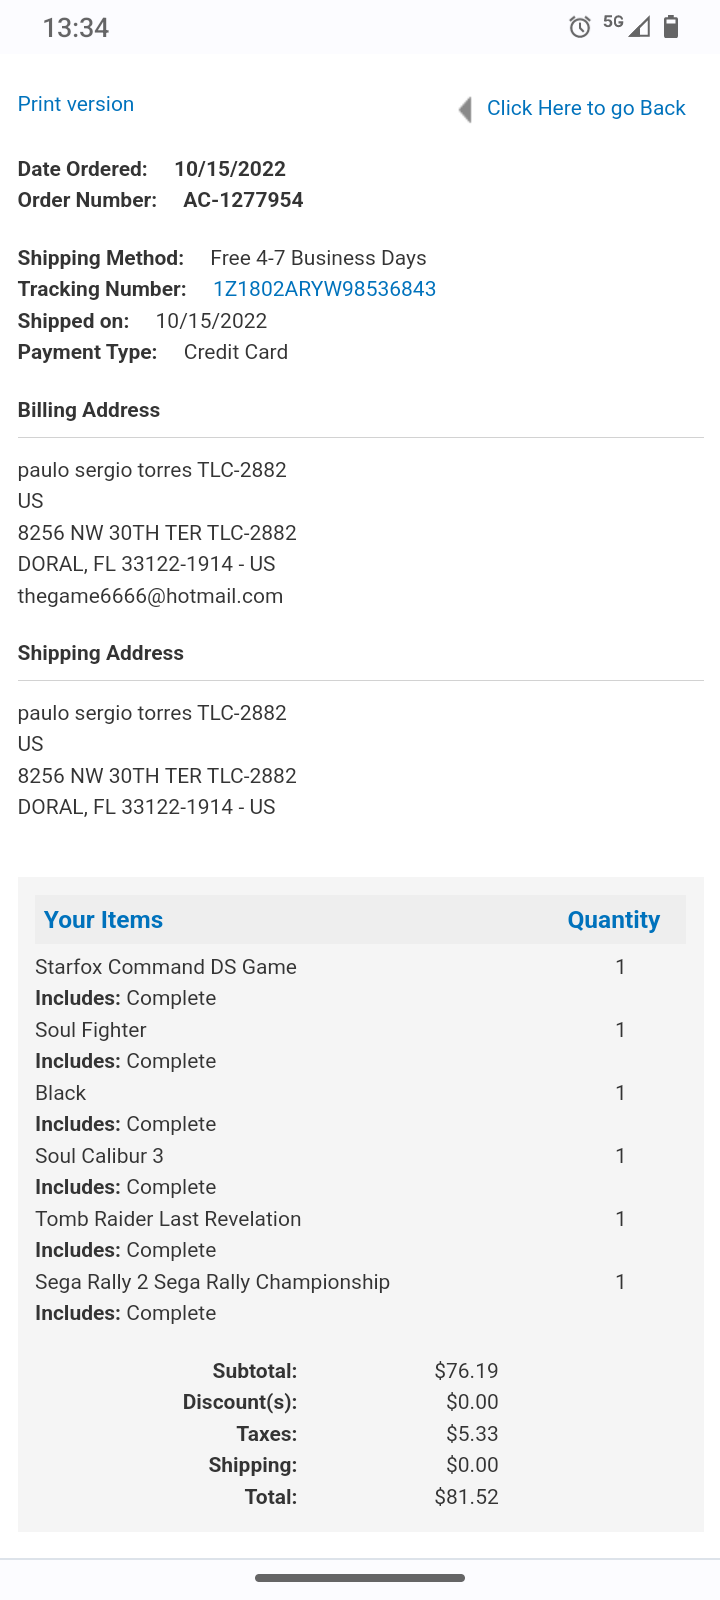 13:34
5G
Print version
Click Here to go Back
Date Ordered: 10/15/2022
Order Number: AC-1277954
Shipping Method: Free 4-7 Business Days
Tracking Number: 1Z1802ARYW98536843
Shipped on: 10/15/2022
Payment Type: Credit Card
Billing Address
paulo sergio torres TLC-2882
US
8256 NW 30TH TER TLC-2882
DORAL, FL 33122-1914 - US
thegame6666@hotmail.com
Shipping Address
paulo sergio torres TLC-2882
US
8256 NW 30TH TER TLC-2882
DORAL, FL 33122-1914 - US
Your Items Quantity
Starfox Command DS Game 1
Includes: Complete
Soul Fighter 1
Includes: Complete
Black 1
Includes: Complete
Soul Calibur 3 1
Includes: Complete
Tomb Raider Last Revelation 1
Includes: Complete
Sega Rally 2 Sega Rally Championship 1
Includes: Complete
Subtotal: $76.19
Discount(s): $0.00
Taxes: $5.33
Shipping: $0.00
Total: $81.52